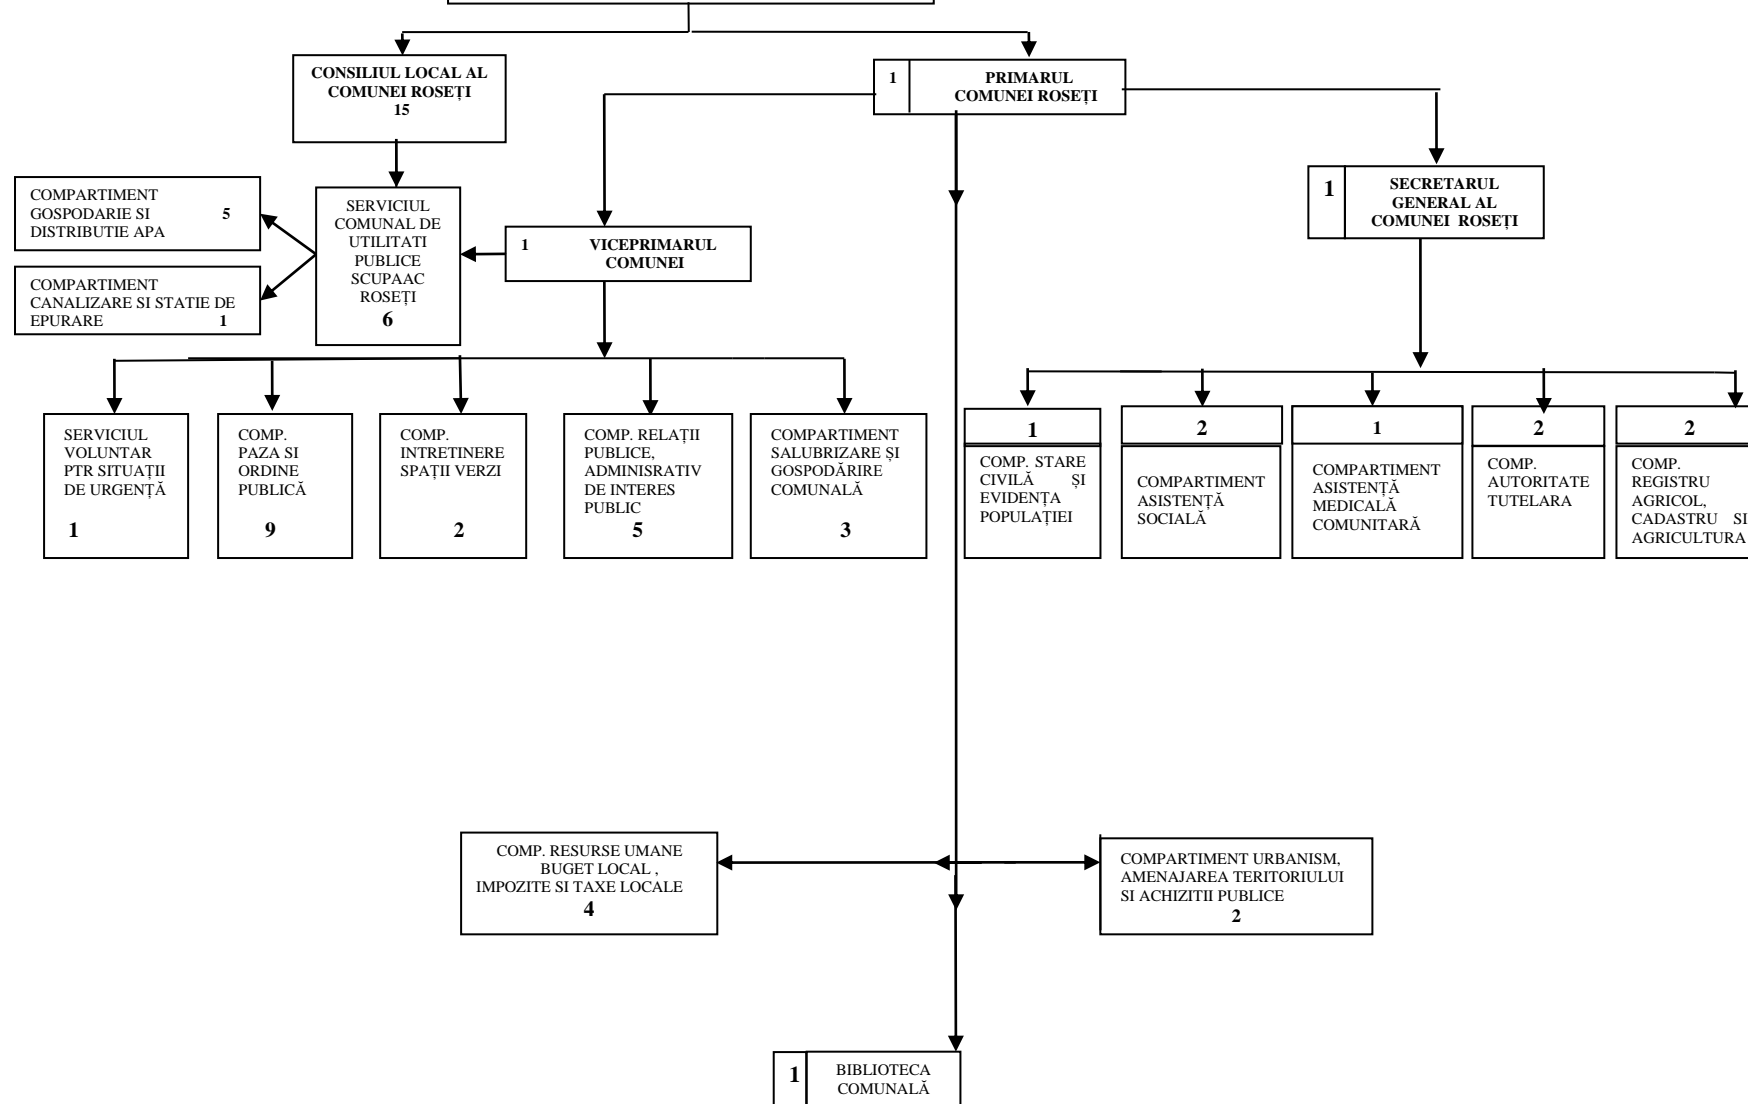 CONSILIUL LOCAL AL
COMUNEI ROSEȚI
15
1
PRIMARUL
COMUNEI ROSEȚI
1
SECRETARUL
GENERAL AL
COMUNEI ROSEȚI
COMPARTIMENT
GOSPODARIE SI 5
DISTRIBUTIE APA
COMPARTIMENT
CANALIZARE SI STATIE DE
EPURARE 1
SERVICIUL
COMUNAL DE
UTILITATI
PUBLICE
SCUPAAC
ROSEȚI
6
1 VICEPRIMARUL
COMUNEI
SERVICIUL
VOLUNTAR
PTR SITUAȚII
DE URGENȚĂ
1
COMP.
PAZA SI
ORDINE
PUBLICĂ
9
COMP.
INTRETINERE
SPAȚII VERZI
2
COMP. RELAȚII
PUBLICE,
ADMINISRATIV
DE INTERES
PUBLIC
5
COMPARTIMENT
SALUBRIZARE ȘI
GOSPODĂRIRE
COMUNALĂ
3
1
COMP. STARE
CIVILĂ ȘI
EVIDENȚA
POPULAȚIEI
2
COMPARTIMENT
ASISTENȚĂ
SOCIALĂ
1
COMPARTIMENT
ASISTENȚĂ
MEDICALĂ
COMUNITARĂ
2
COMP.
AUTORITATE
TUTELARA
2
COMP.
REGISTRU
AGRICOL,
CADASTRU SI
AGRICULTURA
COMP. RESURSE UMANE
BUGET LOCAL ,
IMPOZITE SI TAXE LOCALE
4
COMPARTIMENT URBANISM,
AMENAJAREA TERITORIULUI
SI ACHIZITII PUBLICE
2
1
BIBLIOTECA
COMUNALĂ